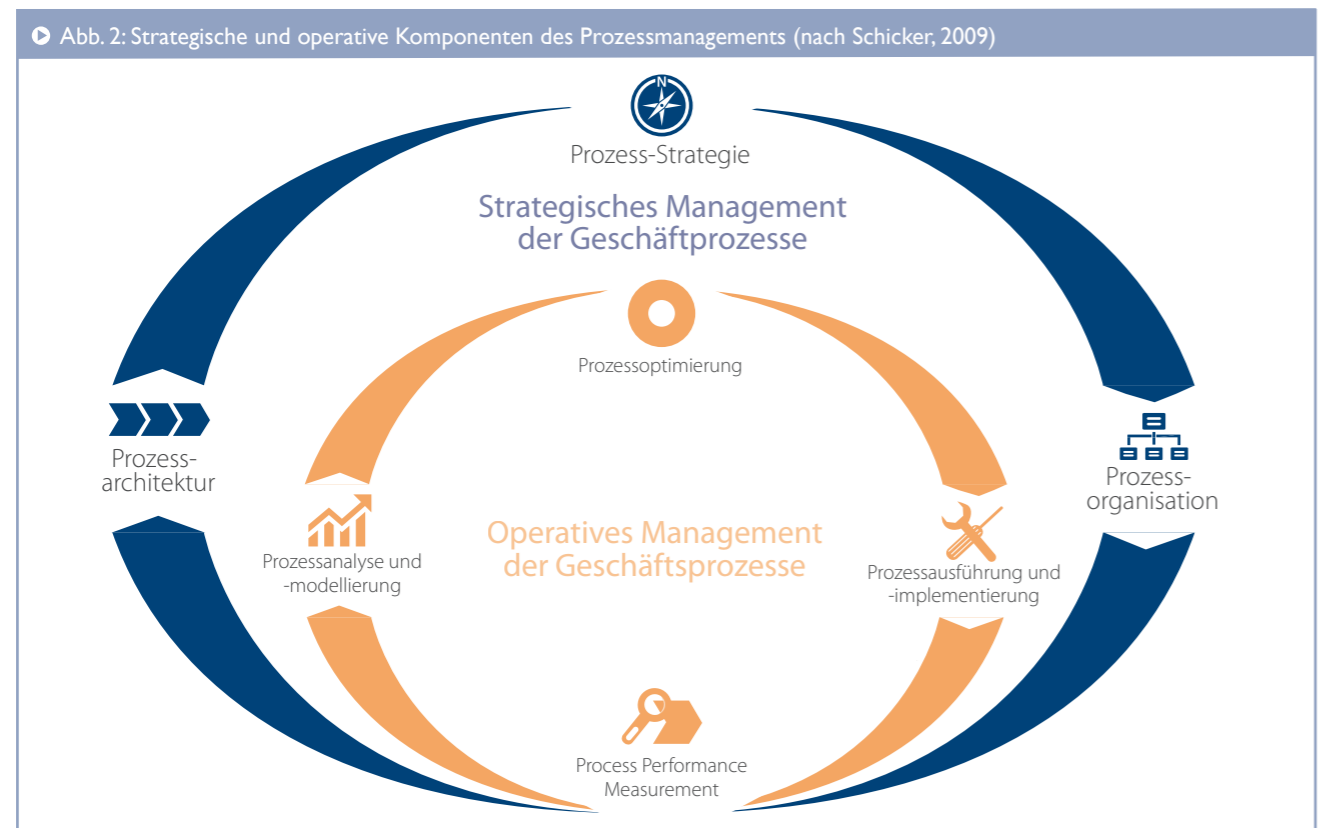 Abb. 2: Strategische und operative Komponenten des Prozessmanagements (nach Schicker, 2009)
N
Prozess-Strategie
Strategisches Management
der Geschäftprozesse
Prozessoptimierung
Prozess-
architektur
Prozess-
organisation
Prozessanalyse und
-modellierung
Operatives Management
der Geschäftsprozesse
Prozessausführung und
-implementierung
Process Performance
Measurement